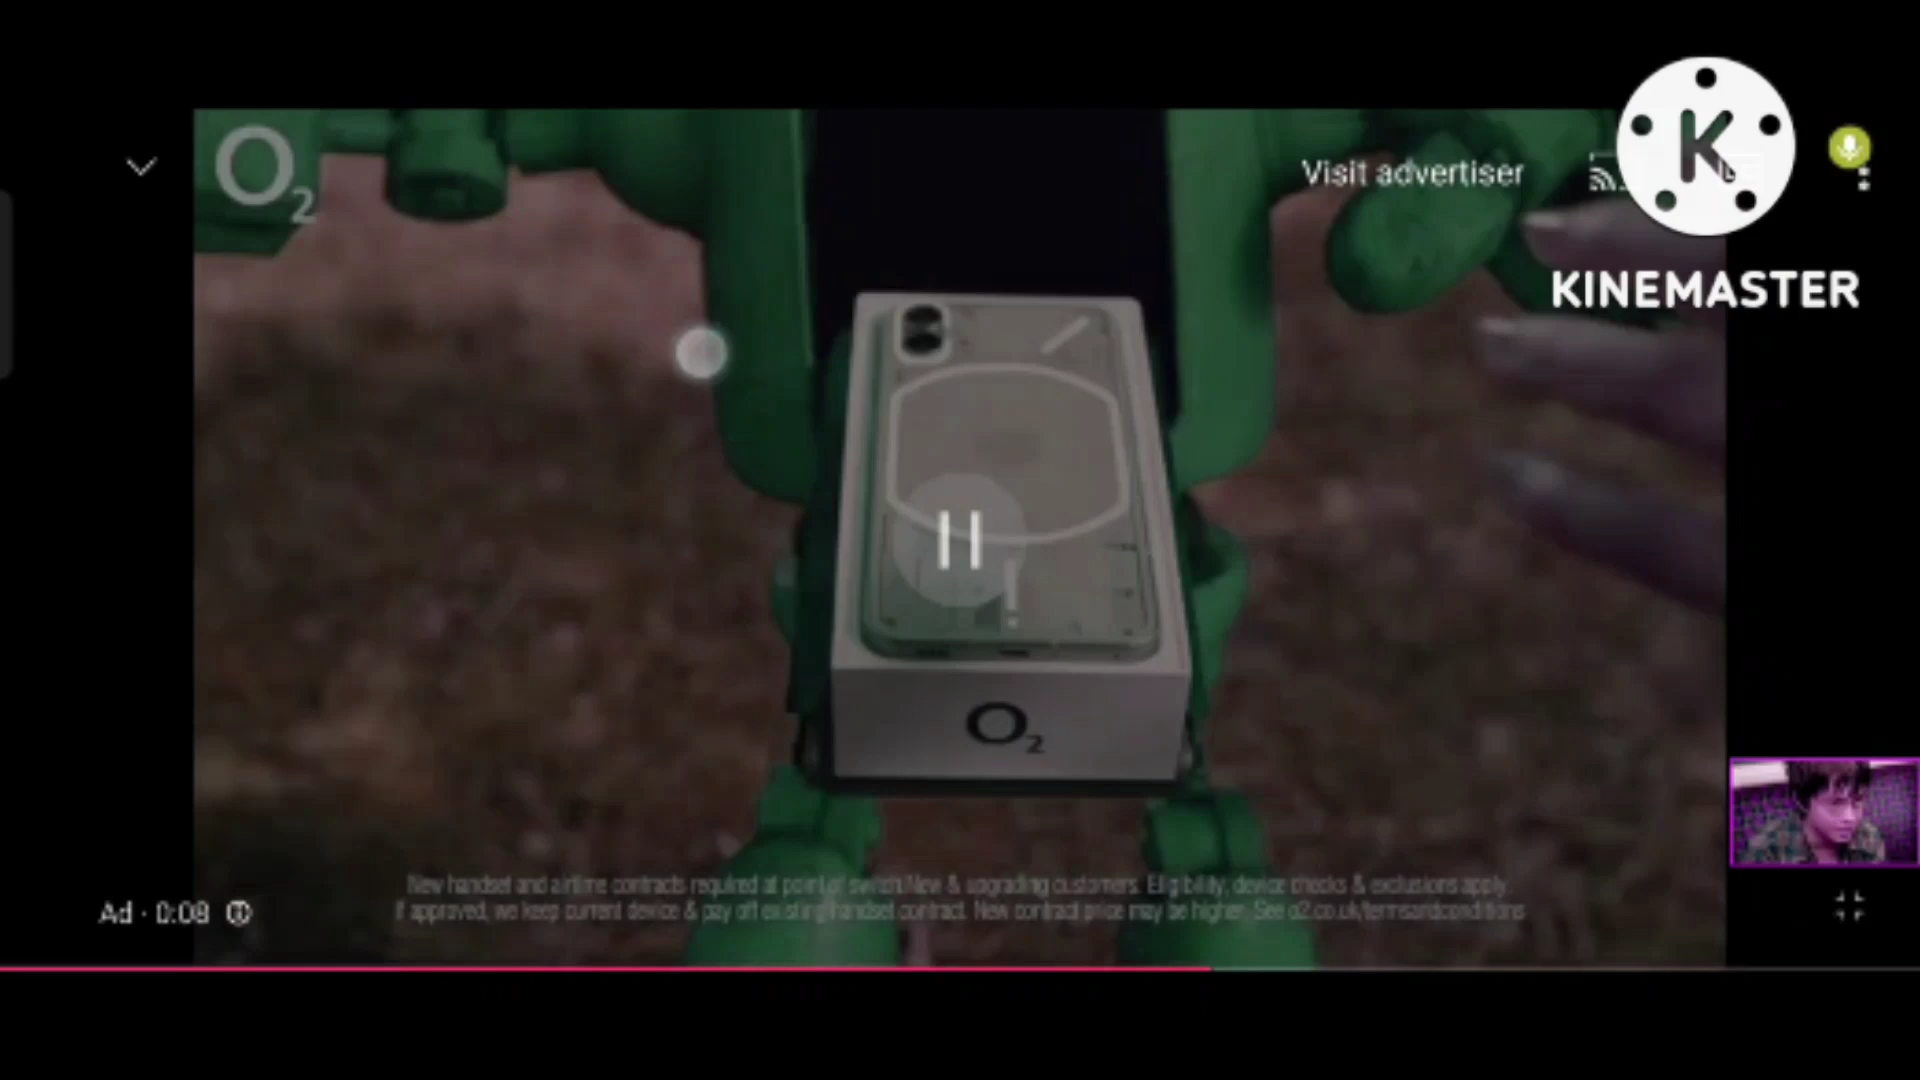 O2
Visit advertiser
K
KINEMASTER
O2
New handset and airtime contracts required at point of switch. New & upgrading customers. Eligibility, device checks & exclusions apply.
If approved, we keep current device & pay off existing handset contract. New contract price may be higher. See o2.co.uk/termsandconditions
Ad · 0:08